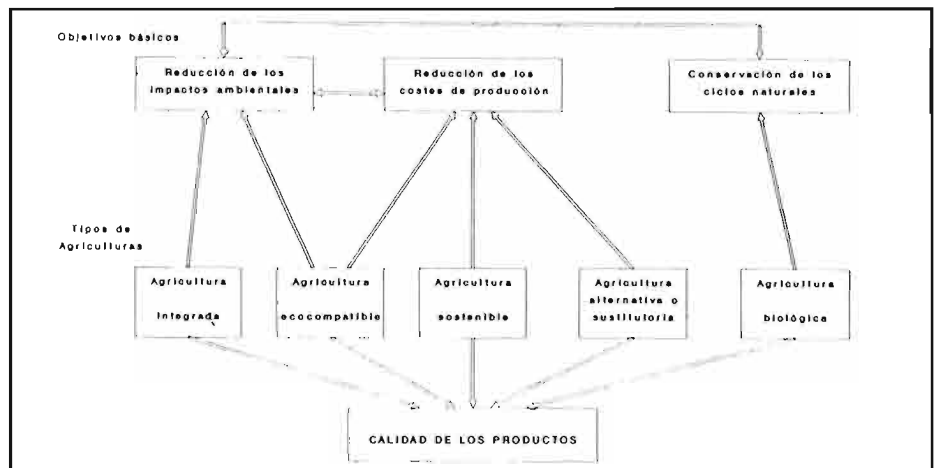 Objetivos básicos
Reducción de los
impactos ambientales
Reducción de los
costes de producción
Conservación de los
ciclos naturales
Tipos de
Agriculturas
Agricultura
Integrada
Agricultura
ecocompatible
Agricultura
sostenible
Agricultura
alternativa o
sustitutoria
Agricultura
biológica
CALIDAD DE LOS PRODUCTOS